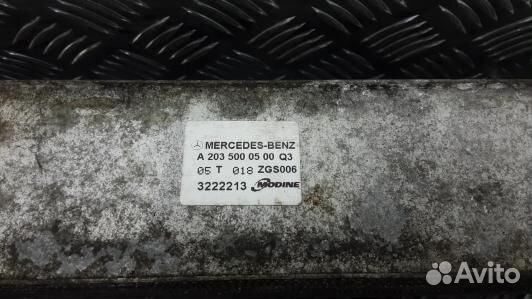 MERCEDES-BENZ
A 203 500 05 00 Q3
05 T 018 ZGS006
3222213 MODINE
Avito